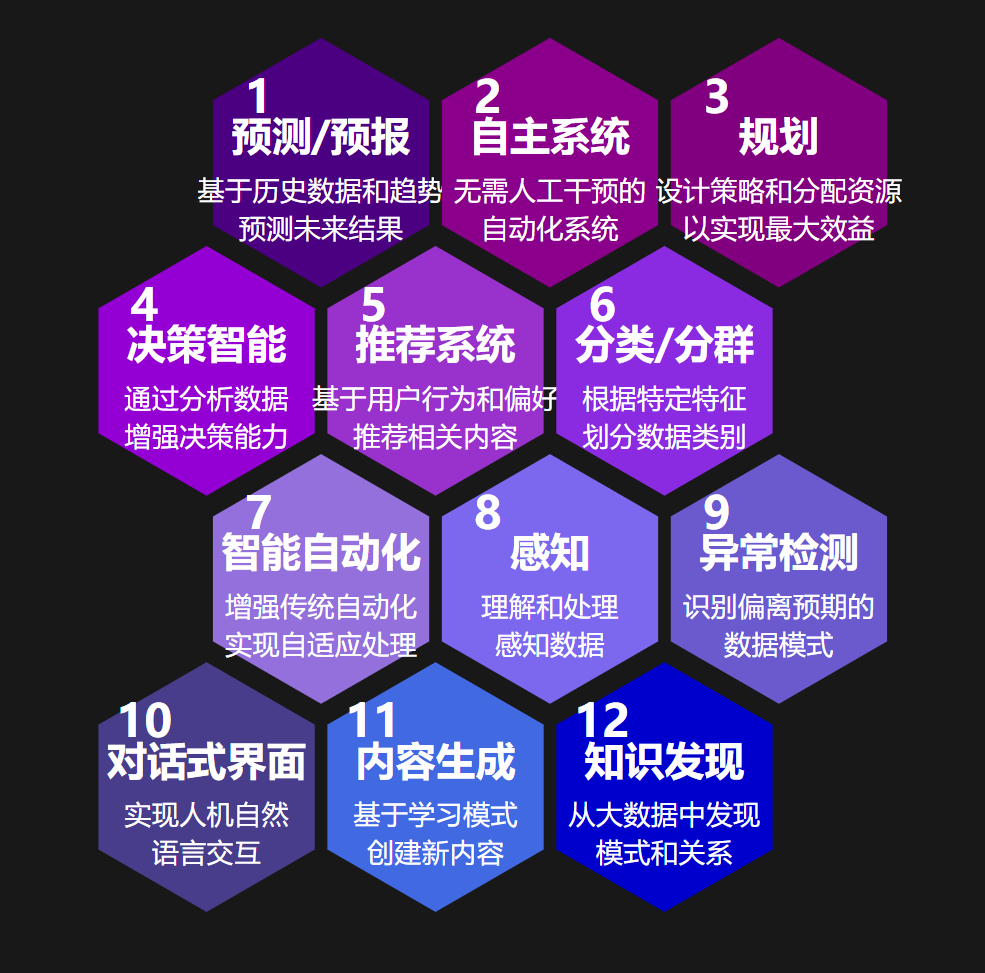 1
预测/预报
基于历史数据和趋势
预测未来结果
2
自主系统
无需人工干预的
自动化系统
3
规划
设计策略和分配资源
以实现最大效益
4
决策智能
通过分析数据
增强决策能力
5
推荐系统
基于用户行为和偏好
推荐相关内容
6
分类/分群
根据特定特征
划分数据类别
7
智能自动化
增强传统自动化
实现自适应处理
8
感知
理解和处理
感知数据
9
异常检测
识别偏离预期的
数据模式
10
对话式界面
实现人机自然
语言交互
11
内容生成
基于学习模式
创建新内容
12
知识发现
从大数据中发现
模式和关系